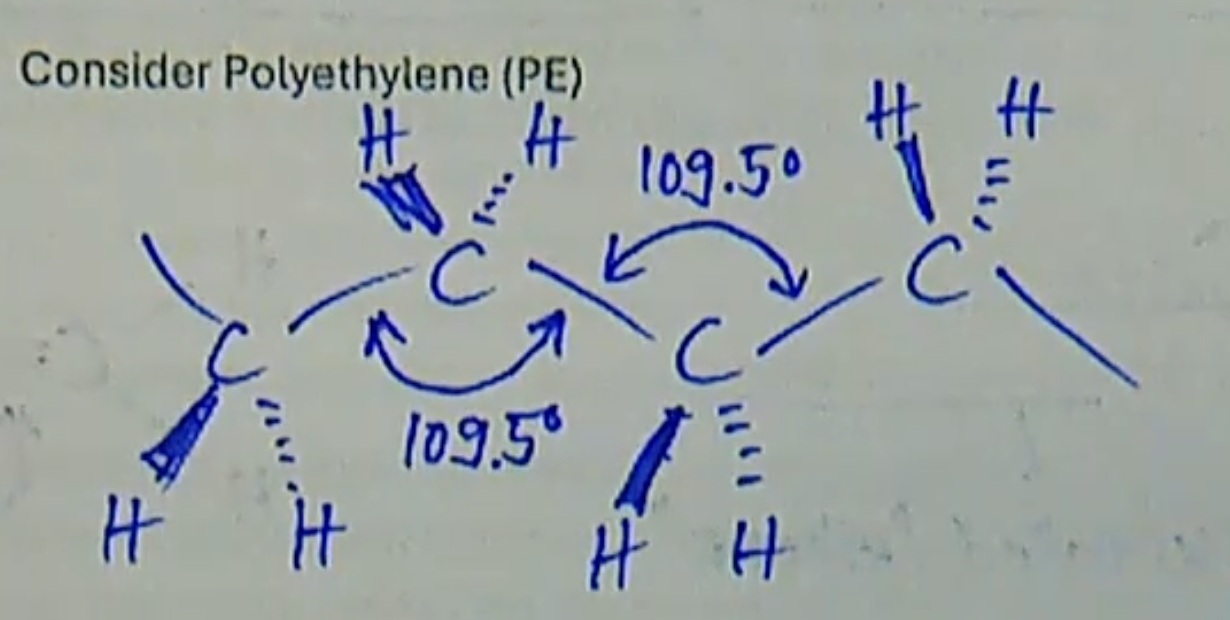 Consider Polyethylene (PE)
H H H H
109.5°
C C
C C
109.5°
H H H H